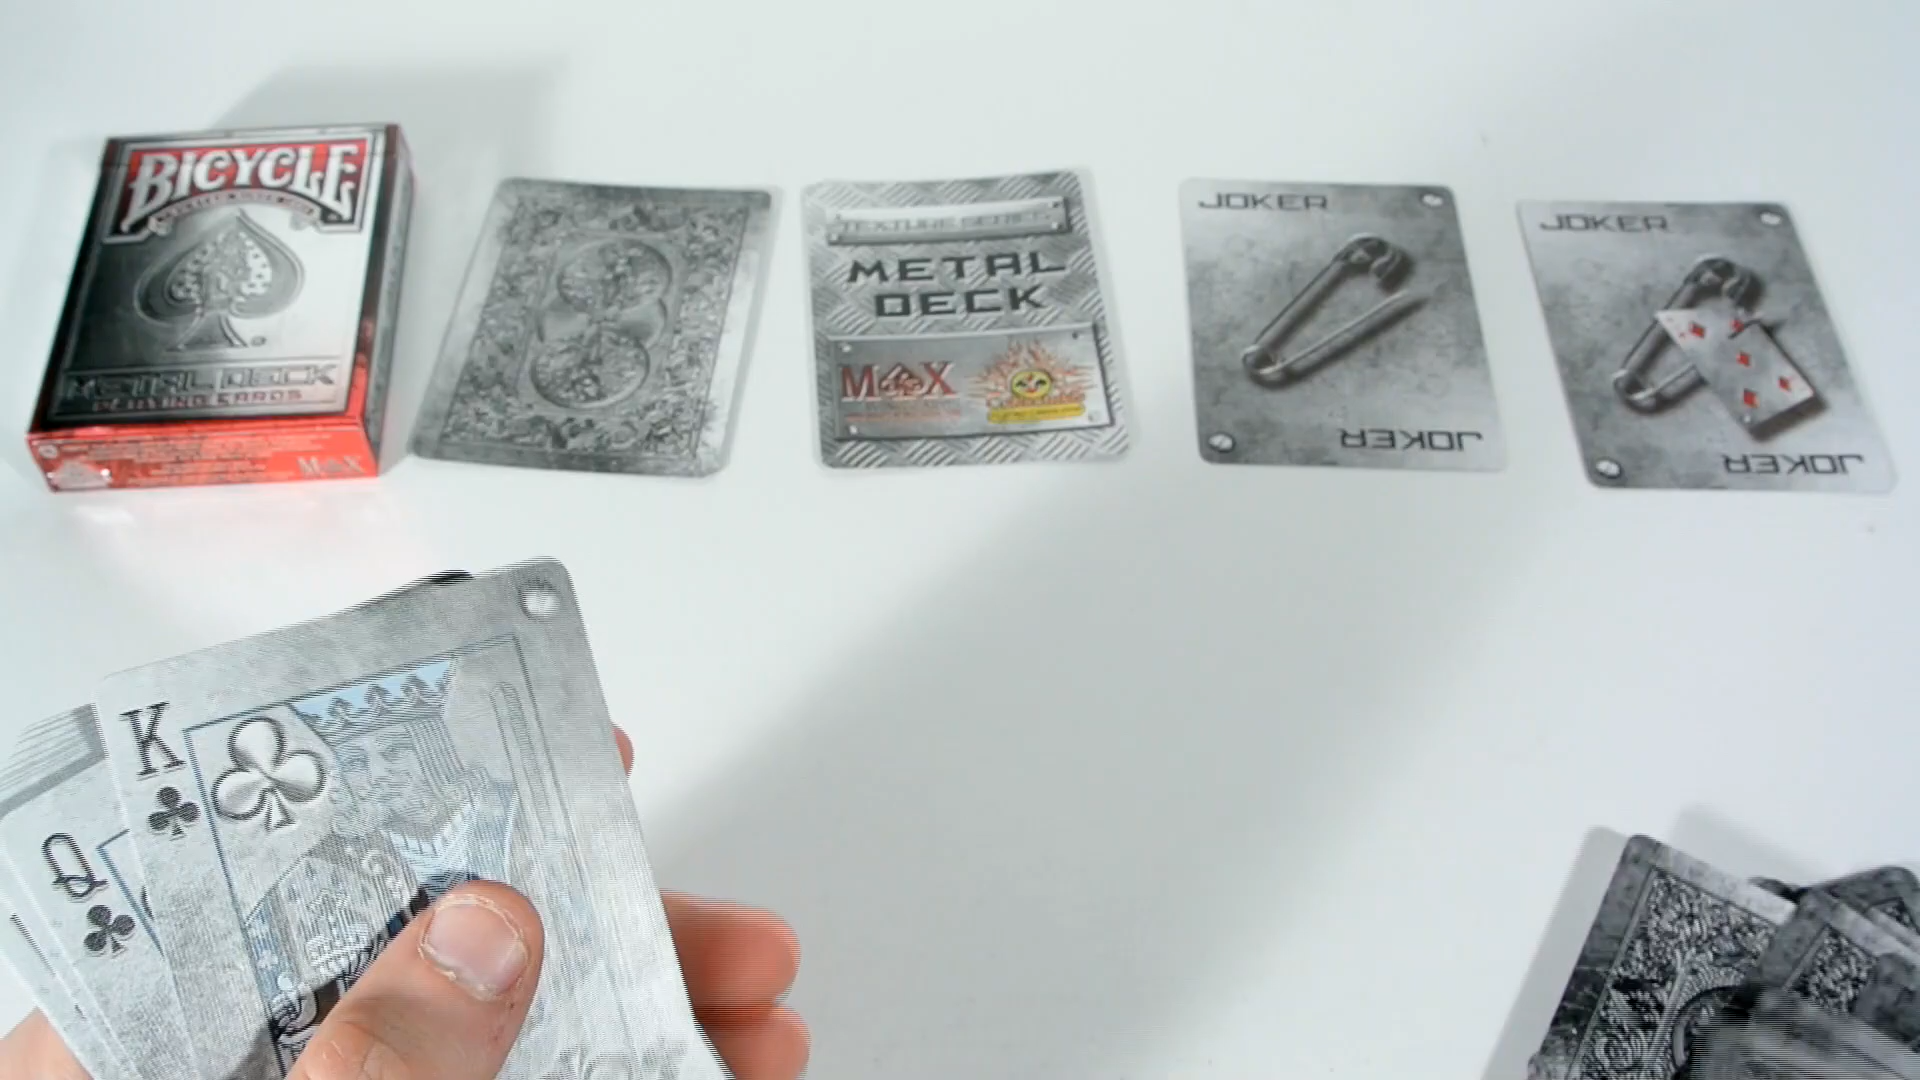 BICYCLE
METAL DECK
PLAYING CARDS
MAX
TEXTURE SERIES
METAL
DECK
MAX
JOKER
JOKER
JOKER
JOKER
K
Q